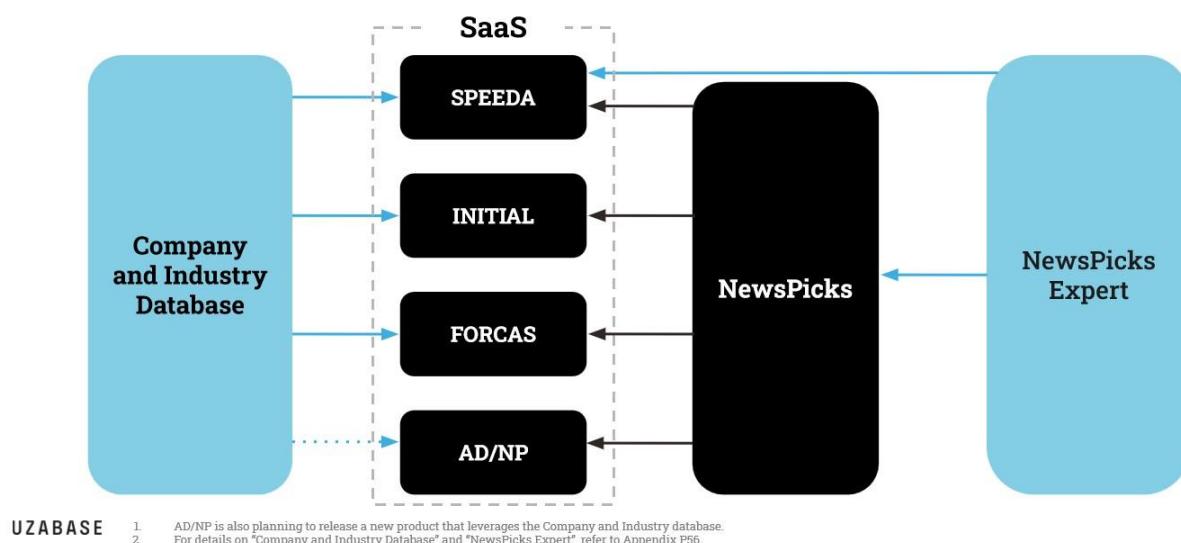 SaaS
Company
and Industry
Database
SPEEDA
INITIAL
FORCAS
AD/NP
NewsPicks
NewsPicks
Expert
UZABASE
1. AD/NP is also planning to release a new product that leverages the Company and Industry database.
2. For details on "Company and Industry Database" and "NewsPicks Expert", refer to Appendix P56.